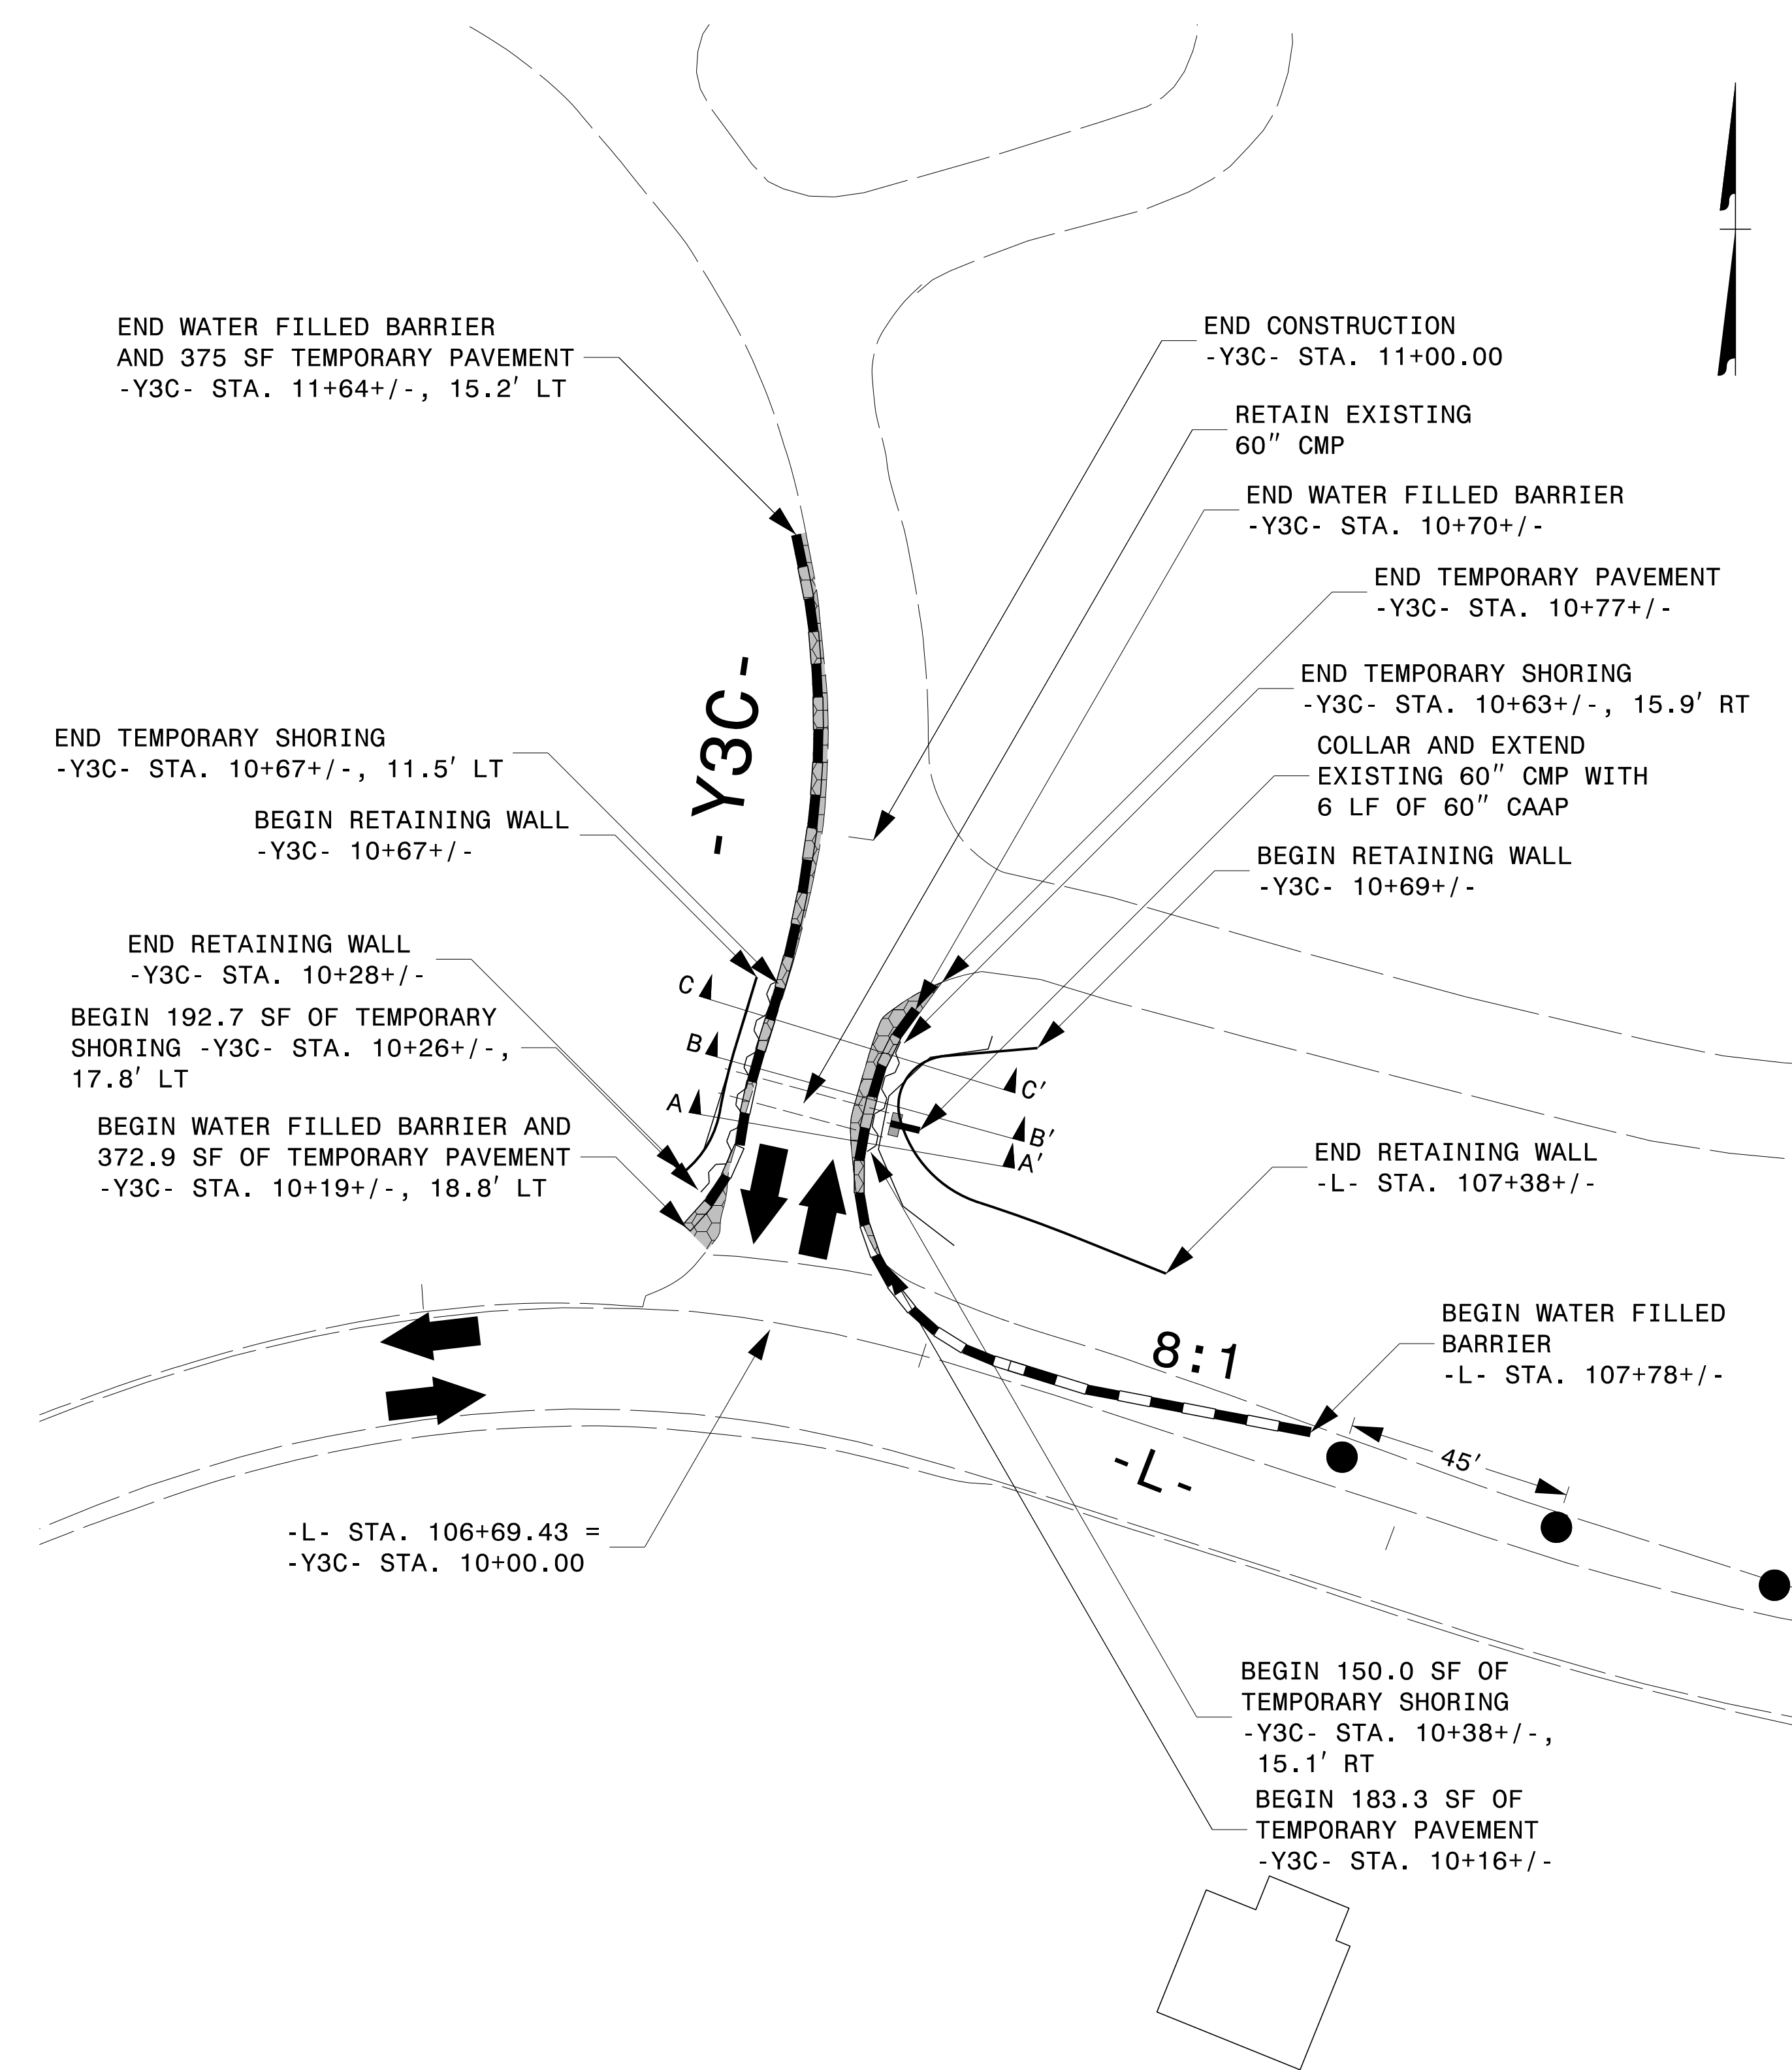 END WATER FILLED BARRIER
AND 375 SF TEMPORARY PAVEMENT
-Y3C- STA. 11+64+/-, 15.2' LT
END CONSTRUCTION
-Y3C- STA. 11+00.00
RETAIN EXISTING
60" CMP
END WATER FILLED BARRIER
-Y3C- STA. 10+70+/-
END TEMPORARY PAVEMENT
-Y3C- STA. 10+77+/-
END TEMPORARY SHORING
-Y3C- STA. 10+63+/-, 15.9' RT
-Y3C-
END TEMPORARY SHORING
-Y3C- STA. 10+67+/-, 11.5' LT
COLLAR AND EXTEND
EXISTING 60" CMP WITH
6 LF OF 60" CAAP
BEGIN RETAINING WALL
-Y3C- 10+67+/-
BEGIN RETAINING WALL
-Y3C- 10+69+/-
END RETAINING WALL
-Y3C- STA. 10+28+/-
BEGIN 192.7 SF OF TEMPORARY
SHORING -Y3C- STA. 10+26+/-,
17.8' LT
C
B
A
C'
B'
A'
BEGIN WATER FILLED BARRIER AND
372.9 SF OF TEMPORARY PAVEMENT
-Y3C- STA. 10+19+/-, 18.8' LT
END RETAINING WALL
-L- STA. 107+38+/-
BEGIN WATER FILLED
BARRIER
-L- STA. 107+78+/-
8:1
45'
-L-
-L- STA. 106+69.43 =
-Y3C- STA. 10+00.00
BEGIN 150.0 SF OF
TEMPORARY SHORING
-Y3C- STA. 10+38+/-,
15.1' RT
BEGIN 183.3 SF OF
TEMPORARY PAVEMENT
-Y3C- STA. 10+16+/-